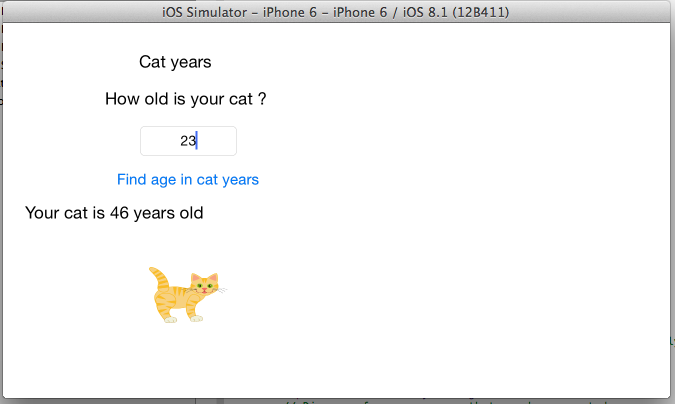 iOS Simulator – iPhone 6 – iPhone 6 / iOS 8.1 (12B411)
Cat years
How old is your cat ?
23
Find age in cat years
Your cat is 46 years old